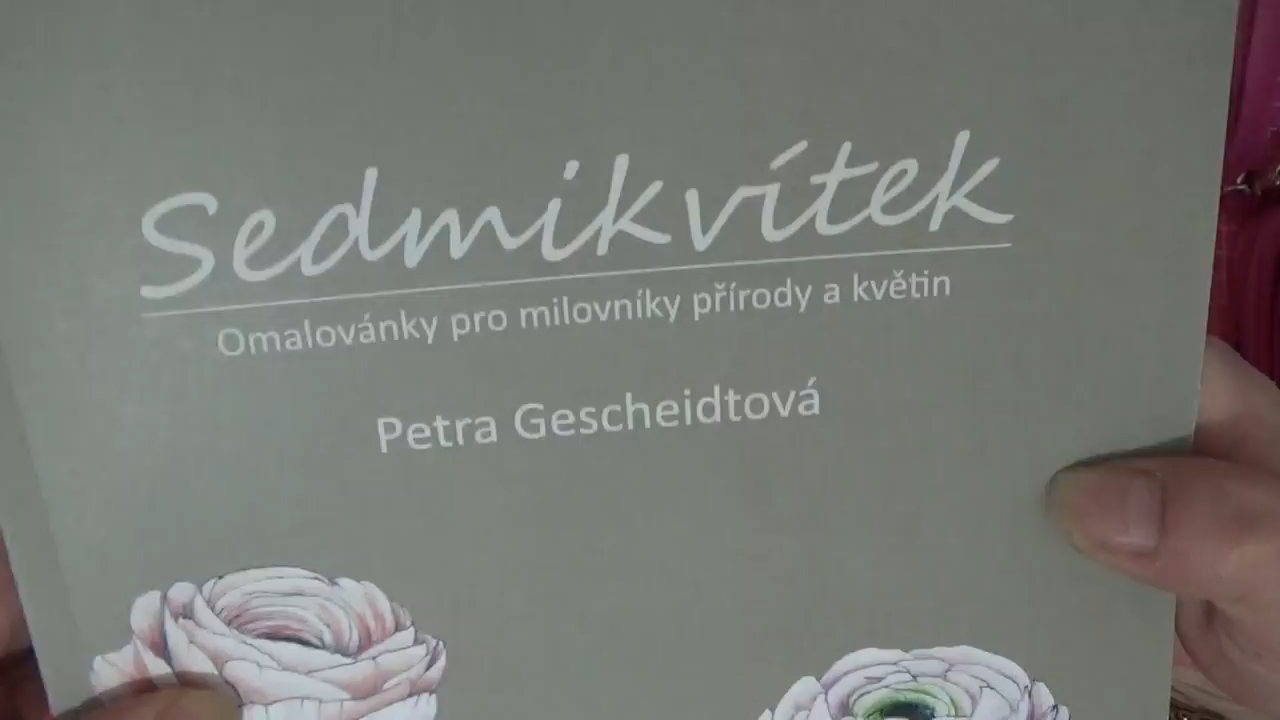 Sedmikvítek
Omalovánky pro milovníky přírody a květin
Petra Gescheidtová